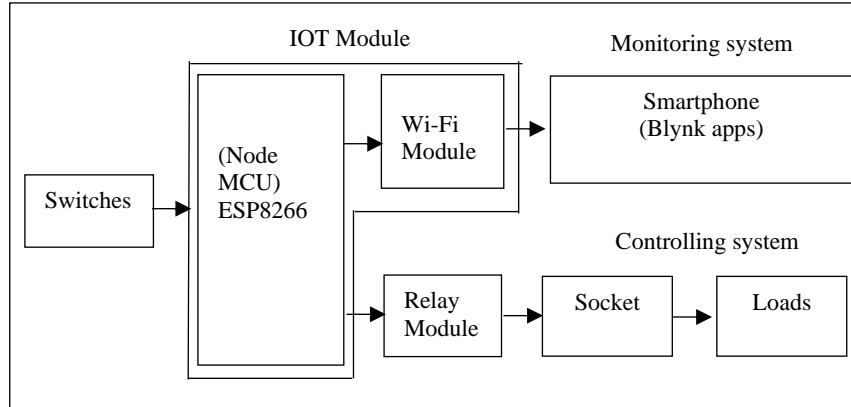 IOT Module
Monitoring system
Smartphone
(Blynk apps)
Wi-Fi
Module
(Node
MCU)
ESP8266
Switches
Controlling system
Relay
Module
Socket
Loads